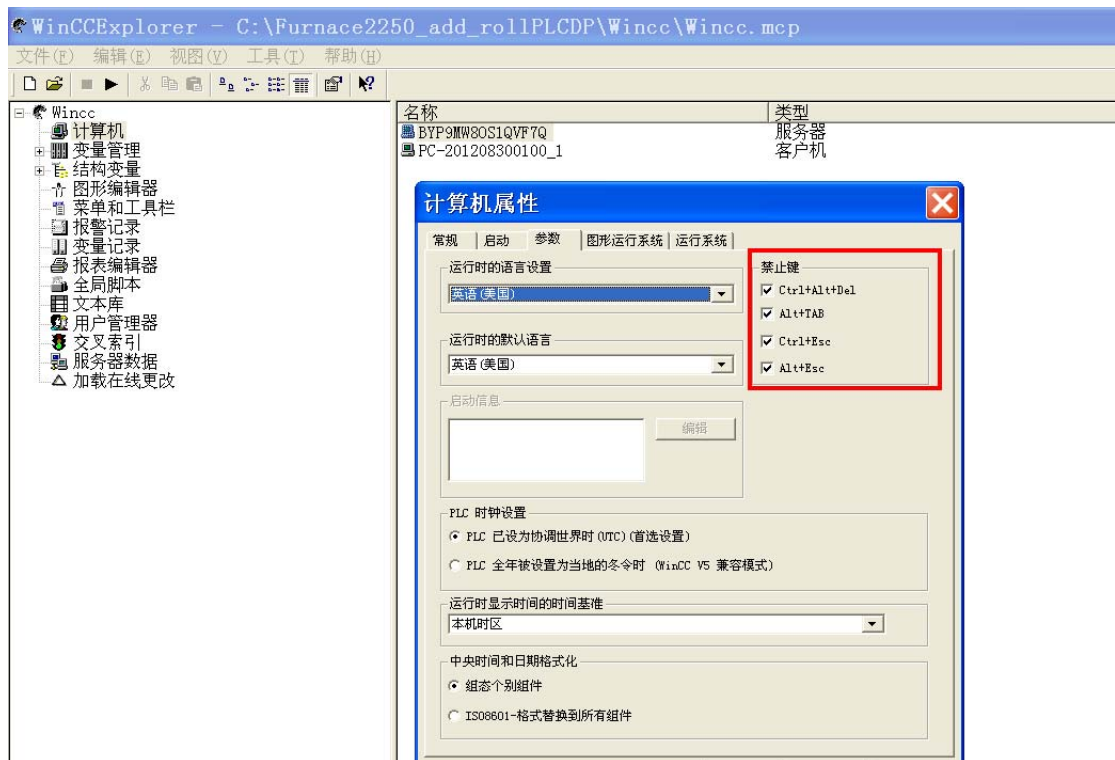 WinCCExplorer - C:\Furnace2250_add_rollPLCDP\Wincc\Wincc.mcp
文件(F) 编辑(E) 视图(V) 工具(T) 帮助(H)
Wincc
计算机
变量管理
结构变量
图形编辑器
菜单和工具栏
报警记录
变量记录
报表编辑器
全局脚本
文本库
用户管理器
交叉索引
服务器数据
加载在线更改
名称 类型
BYP9MW8OS1QVF7Q 服务器
PC-201208300100_1 客户机
计算机属性
常规 启动 参数 图形运行系统 运行系统
运行时的语言设置
英语(美国)
运行时的默认语言
英语(美国)
禁止键
Ctrl+Alt+Del
Alt+TAB
Ctrl+Esc
Alt+Esc
启动信息
编辑
PLC 时钟设置
PLC 已设为协调世界时(UTC)(首选设置)
PLC 全年被设置为当地的冬令时 (WinCC V5 兼容模式)
运行时显示时间的时间基准
本机时区
中央时间和日期格式化
组态个别组件
ISO8601-格式替换到所有组件